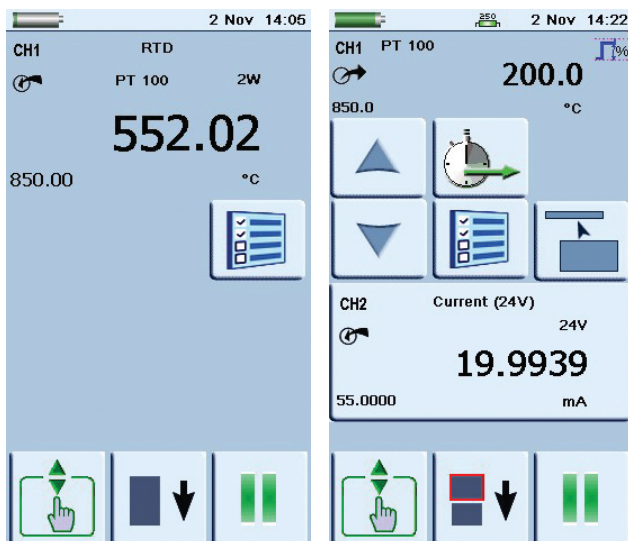 2 Nov 14:05
CH1 RTD
PT 100 2W
552.02
850.00 °C
250 2 Nov 14:22
CH1 PT 100 %
200.0
850.0 °C
CH2 Current (24V)
24V
19.9939
55.0000 mA